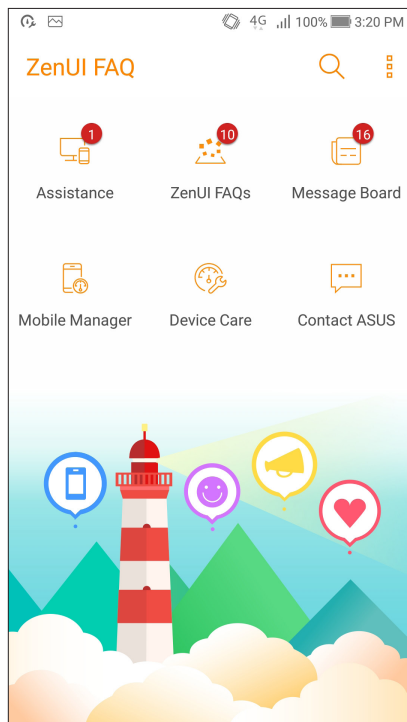 4G 100% 3:20 PM
ZenUI FAQ
1 10 16
Assistance ZenUI FAQs Message Board
Mobile Manager Device Care Contact ASUS